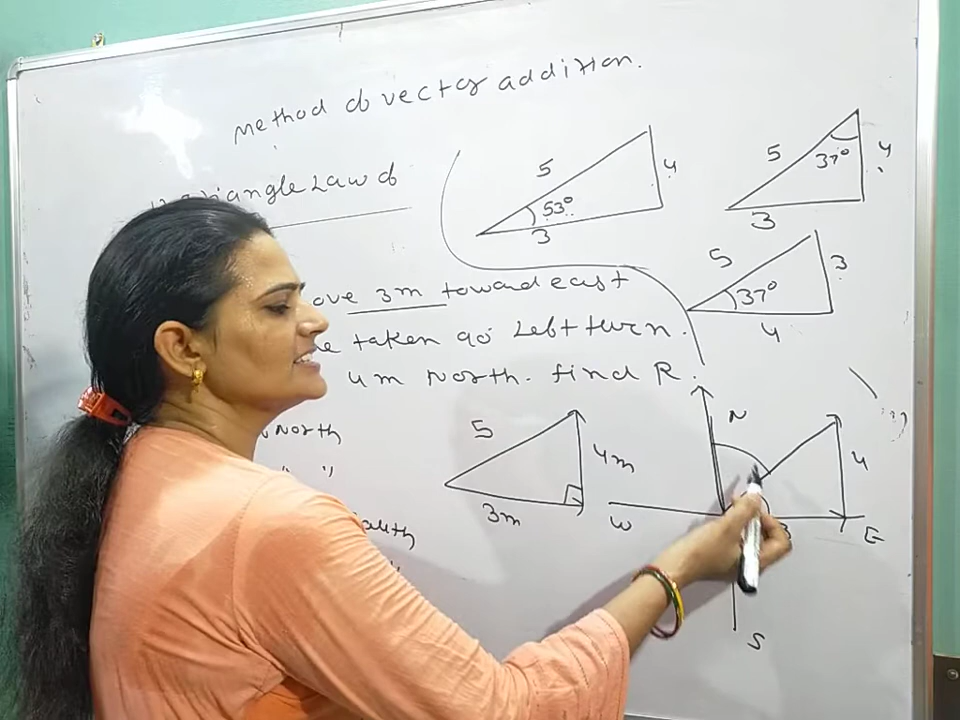 Method of vector addition.
Triangle Law of
5
4
53°
3
5
37°
4
3
5
3
37°
4
ove 3m toward east
taken 90 Left turn.
4m North. find R.
North
5
4m
3m
N
4
W
E
S